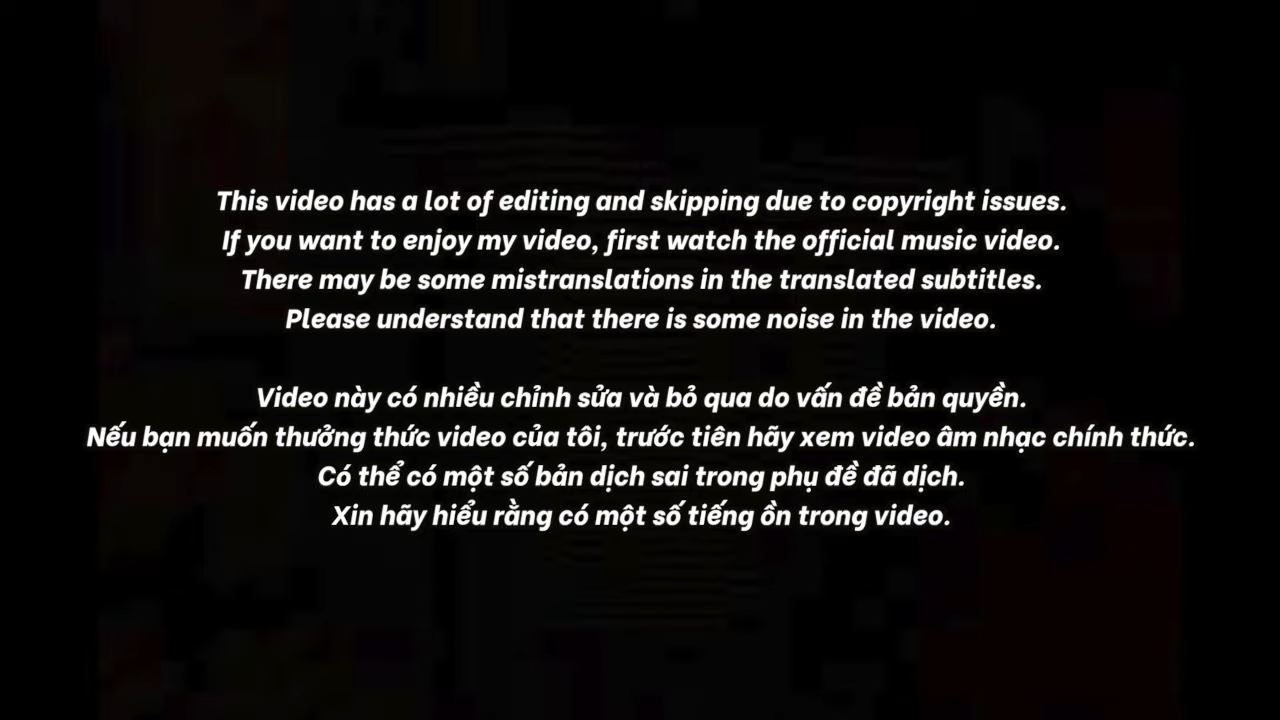 This video has a lot of editing and skipping due to copyright issues.
If you want to enjoy my video, first watch the official music video.
There may be some mistranslations in the translated subtitles.
Please understand that there is some noise in the video.
Video này có nhiều chỉnh sửa và bỏ qua do vấn đề bản quyền.
Nếu bạn muốn thưởng thức video của tôi, trước tiên hãy xem video âm nhạc chính thức.
Có thể có một số bản dịch sai trong phụ đề đã dịch.
Xin hãy hiểu rằng có một số tiếng ồn trong video.